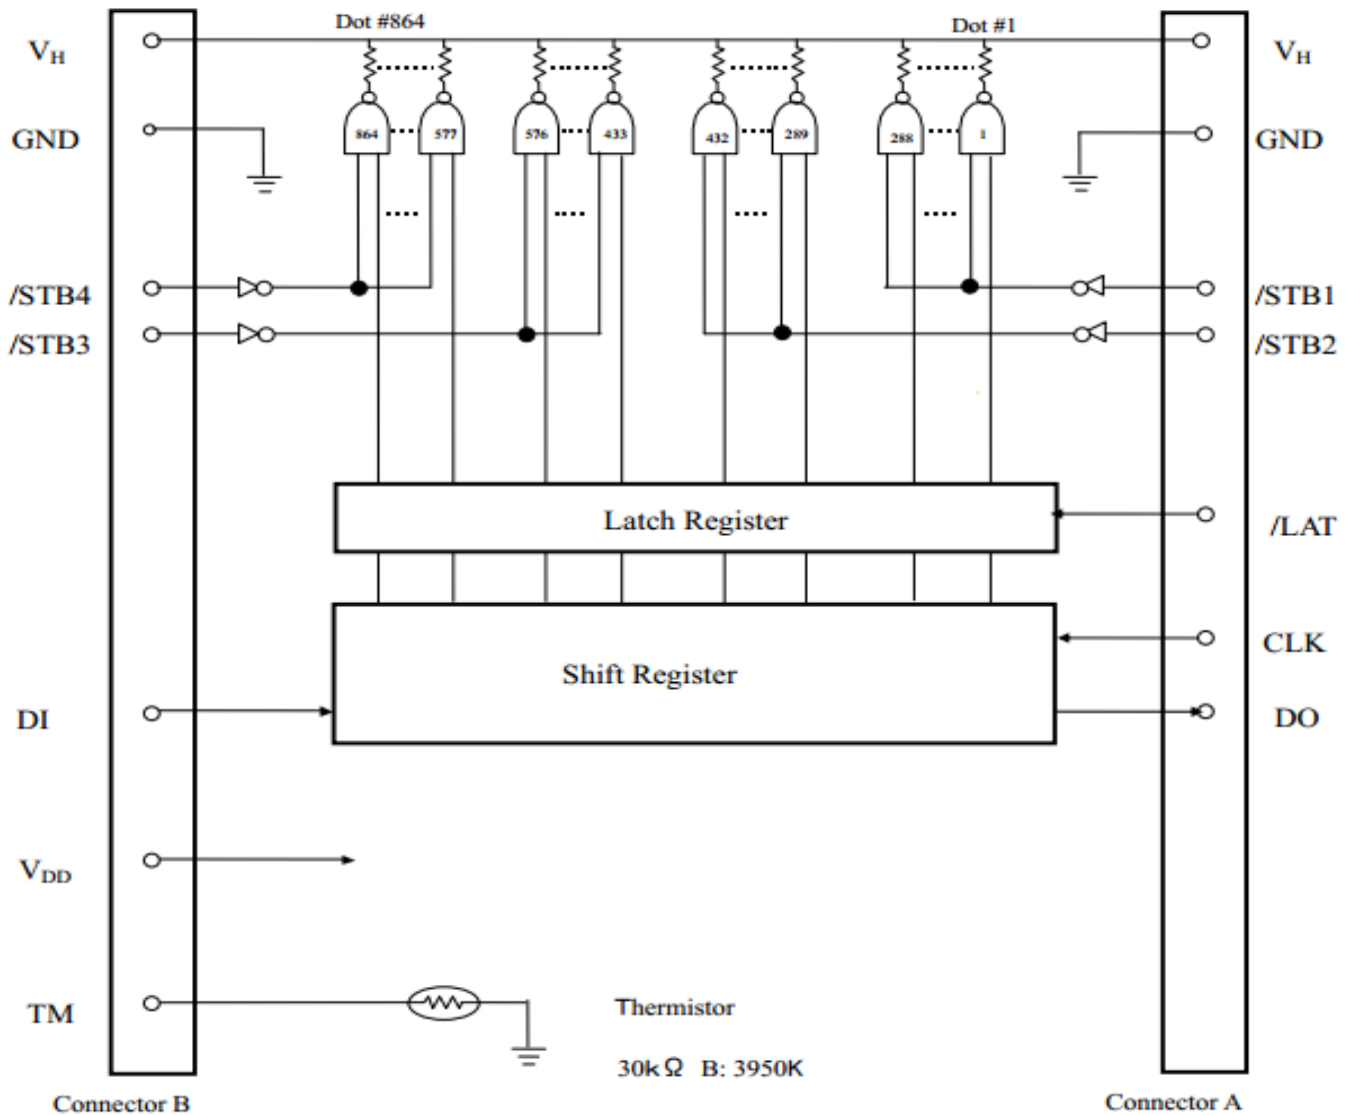 Dot #864
Dot #1
VH
VH
GND
GND
864
577
576
433
432
289
288
1
/STB4
/STB1
/STB3
/STB2
Latch Register
/LAT
CLK
Shift Register
DI
DO
VDD
TM
Thermistor
30kΩ B: 3950K
Connector B
Connector A